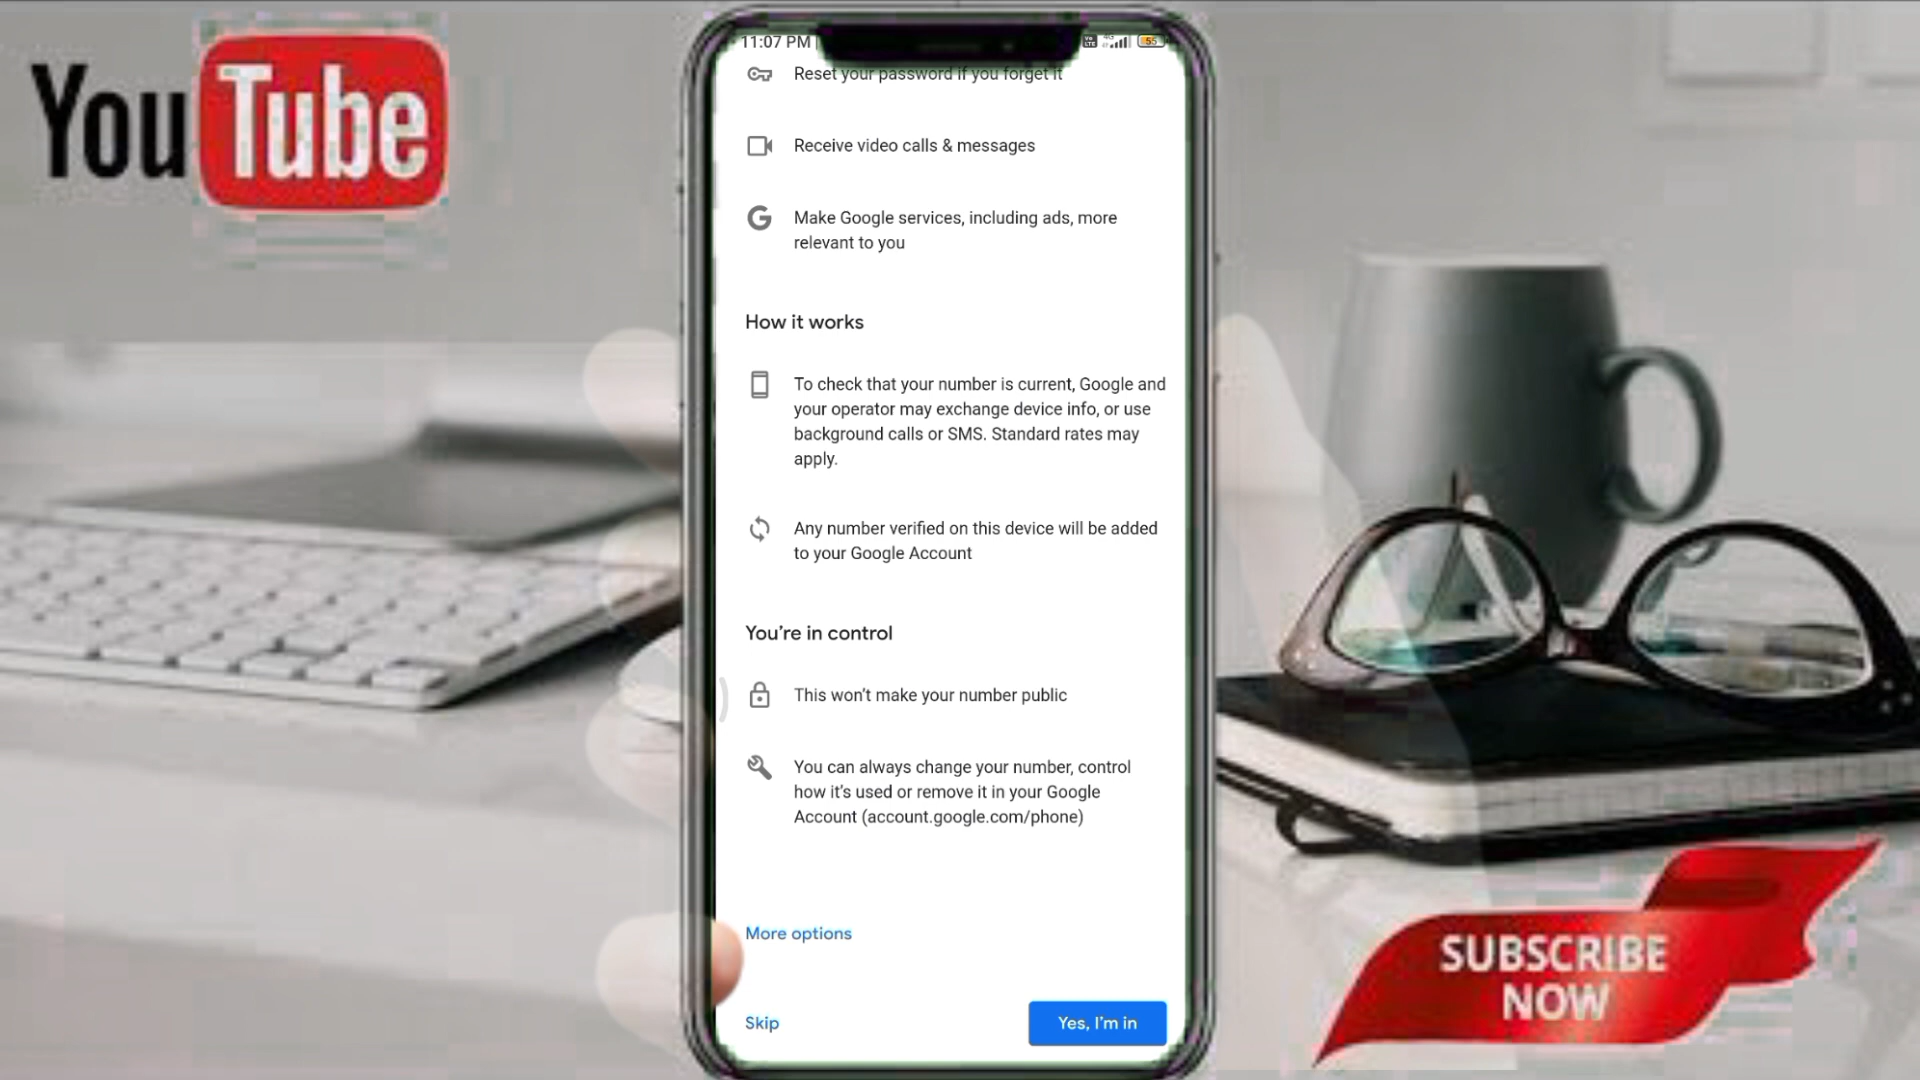 YouTube
11:07 PM
55
Reset your password if you forget it
Receive video calls & messages
Make Google services, including ads, more
relevant to you
How it works
To check that your number is current, Google and
your operator may exchange device info, or use
background calls or SMS. Standard rates may
apply.
Any number verified on this device will be added
to your Google Account
You're in control
This won't make your number public
You can always change your number, control
how it's used or remove it in your Google
Account (account.google.com/phone)
More options
Skip
Yes, I'm in
SUBSCRIBE
NOW